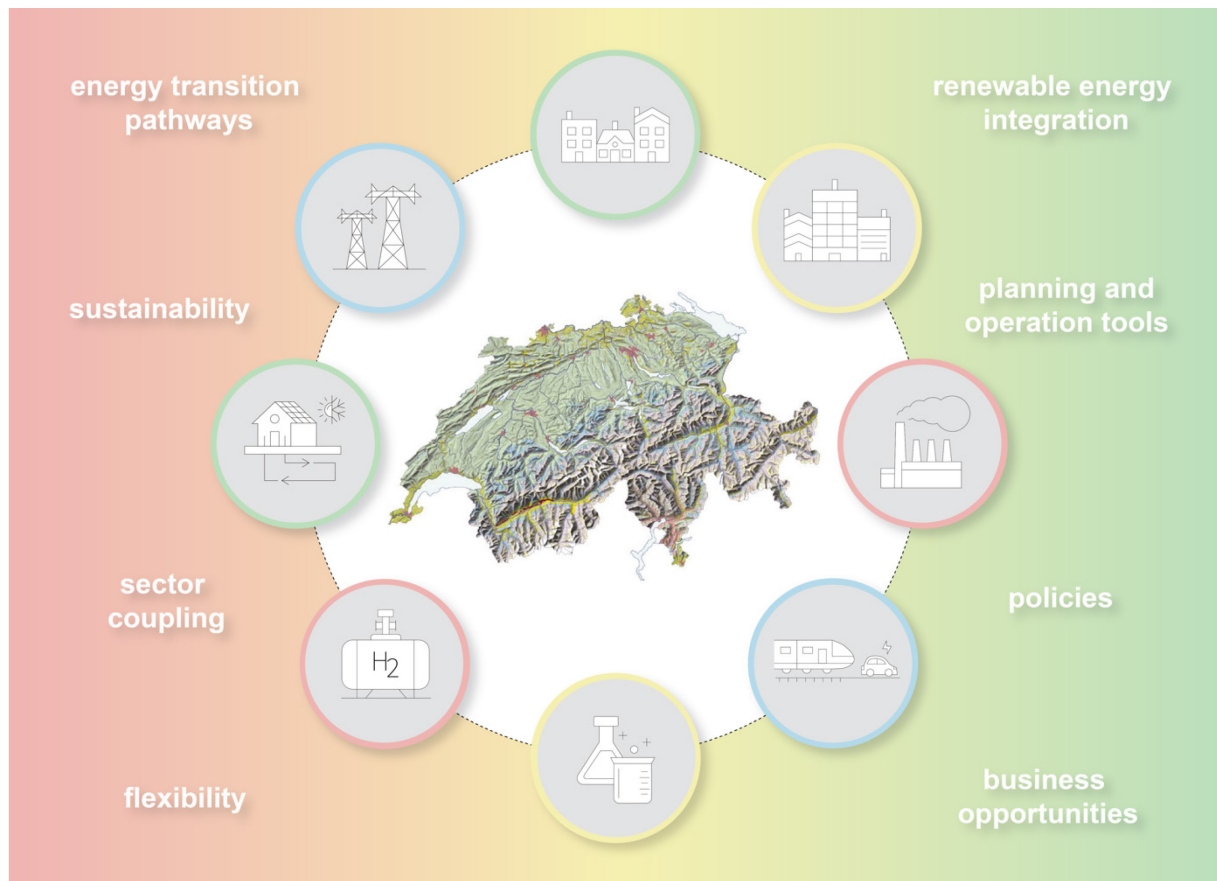 energy transition
pathways
renewable energy
integration
sustainability
planning and
operation tools
sector
coupling
H2
policies
flexibility
business
opportunities